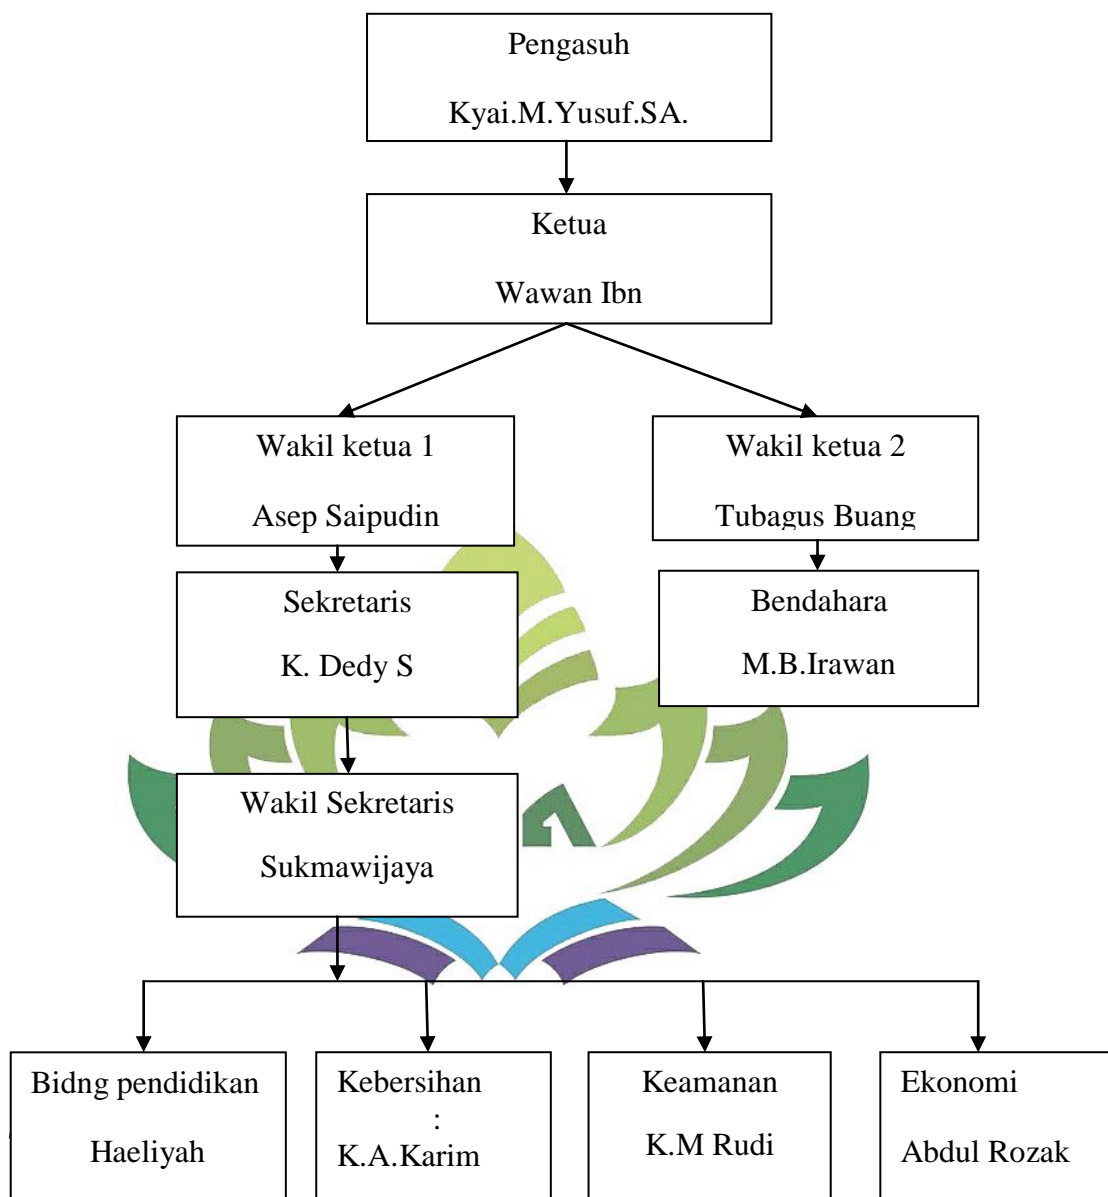 Pengasuh
Kyai.M.Yusuf.SA.
Ketua
Wawan Ibn
Wakil ketua 1
Asep Saipudin
Wakil ketua 2
Tubagus Buang
Sekretaris
K. Dedy S
Bendahara
M.B.Irawan
Wakil Sekretaris
Sukmawijaya
Bidng pendidikan
Haeliyah
Kebersihan
:
K.A.Karim
Keamanan
K.M Rudi
Ekonomi
Abdul Rozak